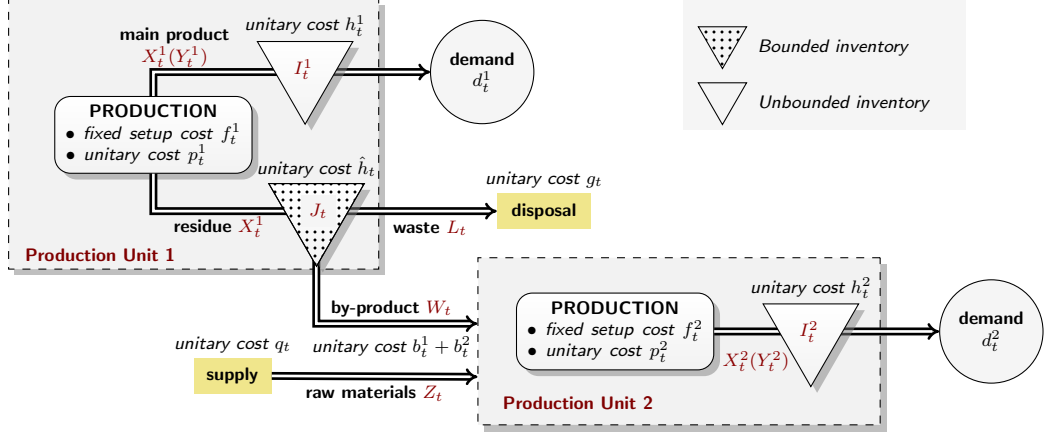 unitary cost h_t^1
main product
X_t^1(Y_t^1)
I_t^1
demand
d_t^1
PRODUCTION
• fixed setup cost f_t^1
• unitary cost p_t^1
Bounded inventory
Unbounded inventory
unitary cost ĥ_t
J_t
residue X_t^1
waste L_t
unitary cost g_t
disposal
Production Unit 1
by-product W_t
unitary cost b_t^1 + b_t^2
unitary cost q_t
supply
raw materials Z_t
PRODUCTION
• fixed setup cost f_t^2
• unitary cost p_t^2
X_t^2(Y_t^2)
unitary cost h_t^2
I_t^2
demand
d_t^2
Production Unit 2